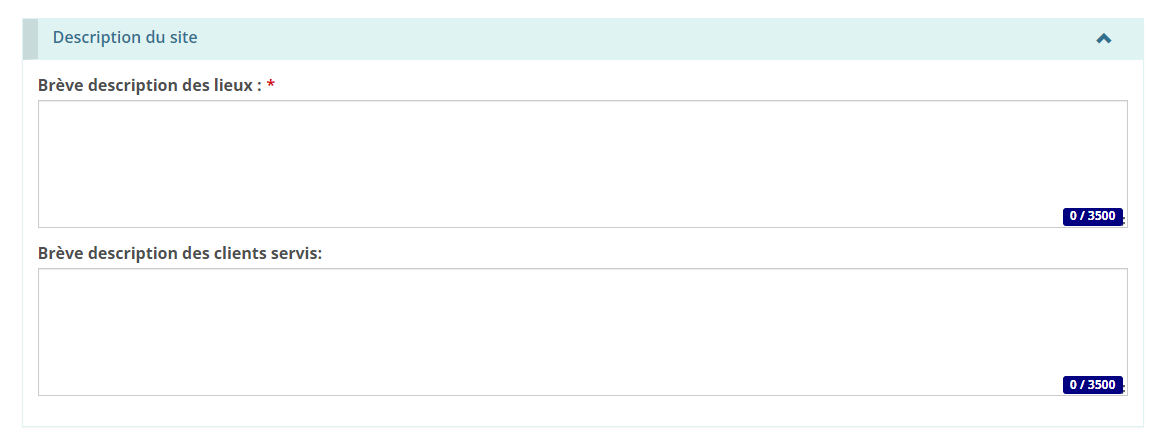 Description du site
Brève description des lieux : *
0 / 3500
Brève description des clients servis:
0 / 3500